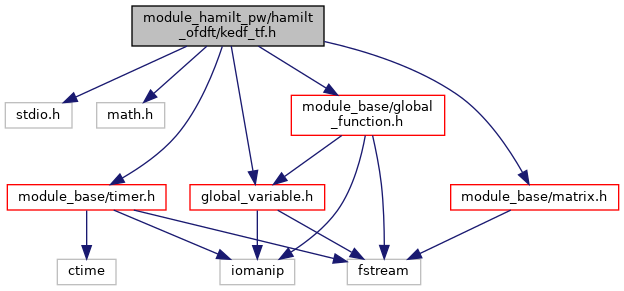 module_hamilt_pw/hamilt
_ofdft/kedf_tf.h
stdio.h
math.h
module_base/global
_function.h
module_base/timer.h
global_variable.h
module_base/matrix.h
ctime
iomanip
fstream